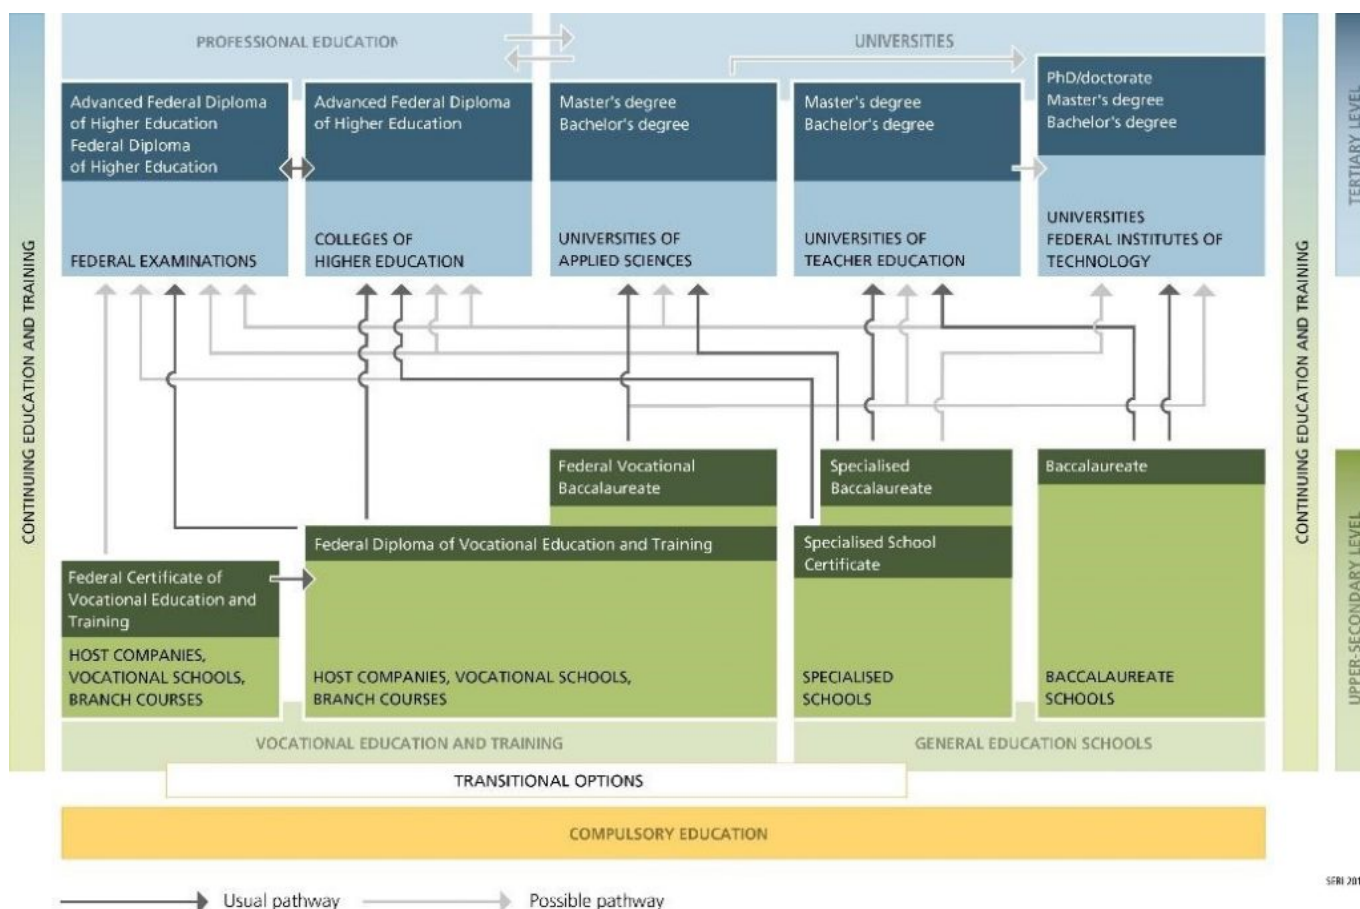 PROFESSIONAL EDUCATION
UNIVERSITIES
Advanced Federal Diploma
of Higher Education
Federal Diploma
of Higher Education
FEDERAL EXAMINATIONS
Advanced Federal Diploma
of Higher Education
COLLEGES OF
HIGHER EDUCATION
Master's degree
Bachelor's degree
UNIVERSITIES OF
APPLIED SCIENCES
Master's degree
Bachelor's degree
UNIVERSITIES OF
TEACHER EDUCATION
PhD/doctorate
Master's degree
Bachelor's degree
UNIVERSITIES
FEDERAL INSTITUTES OF
TECHNOLOGY
CONTINUING EDUCATION AND TRAINING
CONTINUING EDUCATION AND TRAINING
TERTIARY LEVEL
UPPER-SECONDARY LEVEL
Federal Vocational
Baccalaureate
Specialised
Baccalaureate
Baccalaureate
Federal Diploma of Vocational Education and Training
Specialised School
Certificate
Federal Certificate of
Vocational Education and
Training
HOST COMPANIES,
VOCATIONAL SCHOOLS,
BRANCH COURSES
HOST COMPANIES, VOCATIONAL SCHOOLS,
BRANCH COURSES
SPECIALISED
SCHOOLS
BACCALAUREATE
SCHOOLS
VOCATIONAL EDUCATION AND TRAINING
GENERAL EDUCATION SCHOOLS
TRANSITIONAL OPTIONS
COMPULSORY EDUCATION
SERI 201
Usual pathway
Possible pathway